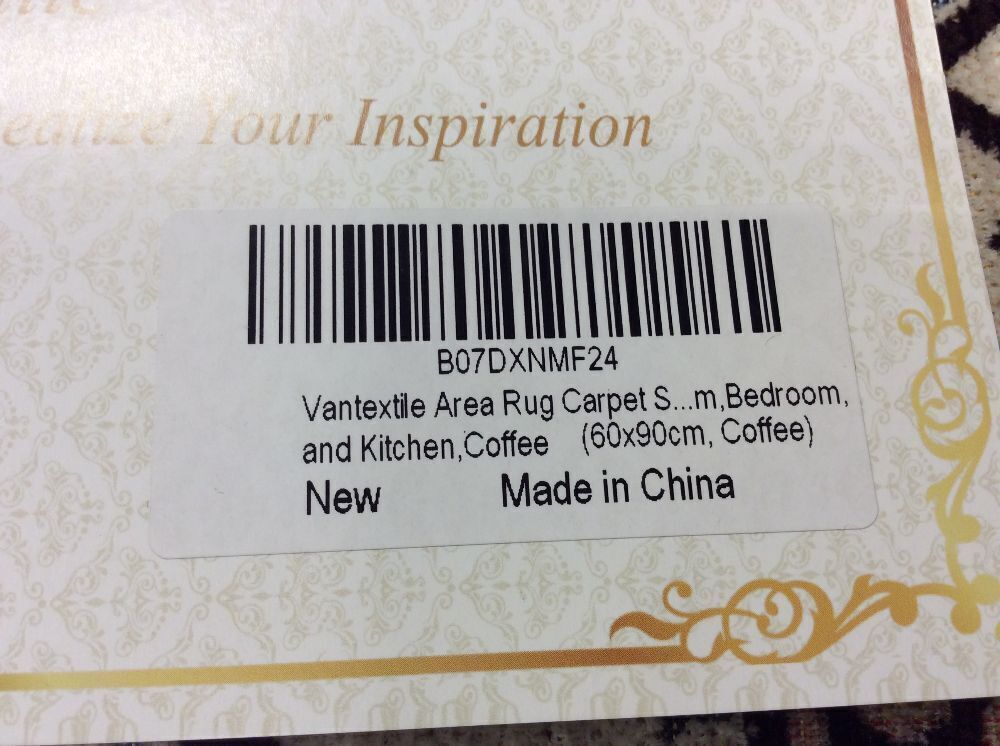 Your Inspiration
B07DXNMF24
Vantextile Area Rug Carpet S...m,Bedroom,
and Kitchen,Coffee (60x90cm, Coffee)
New Made in China